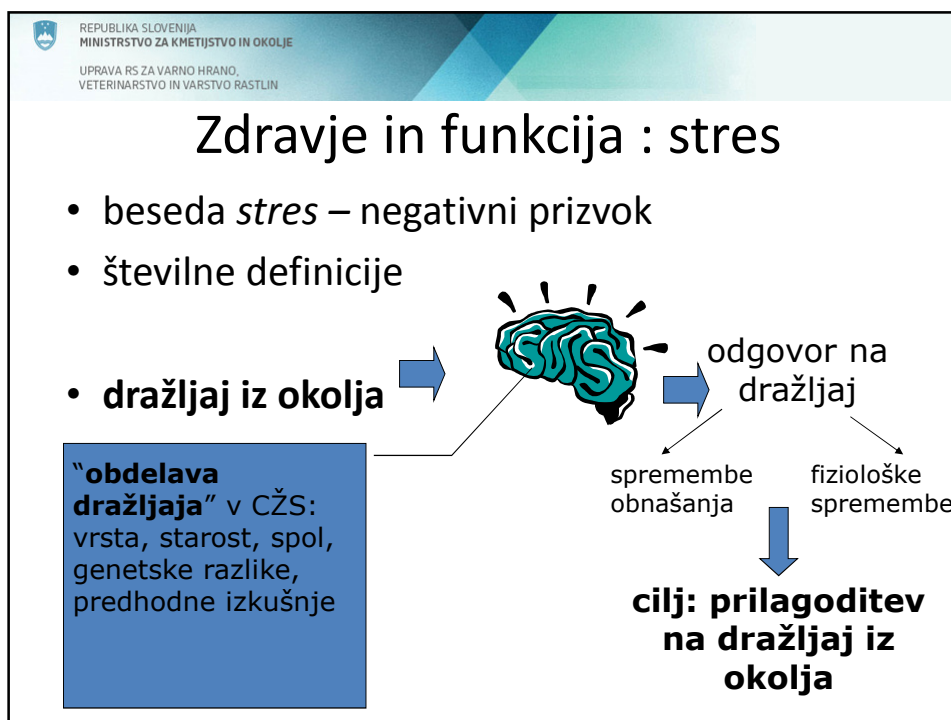 REPUBLIKA SLOVENIJA
MINISTRSTVO ZA KMETIJSTVO IN OKOLJE
UPRAVA RS ZA VARNO HRANO,
VETERINARSTVO IN VARSTVO RASTLIN
Zdravje in funkcija : stres
• beseda stres – negativni prizvok
• številne definicije
• dražljaj iz okolja
odgovor na
dražljaj
"obdelava
dražljaja" v CŽS:
vrsta, starost, spol,
genetske razlike,
predhodne izkušnje
spremembe
obnašanja
fiziološke
spremembe
cilj: prilagoditev
na dražljaj iz
okolja